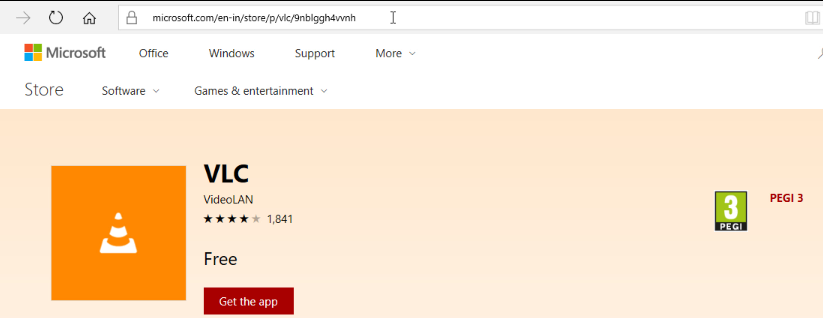 microsoft.com/en-in/store/p/vlc/9nblggh4vvnh
Microsoft Office Windows Support More
Store Software Games & entertainment
VLC
VideoLAN
1,841
Free
Get the app
3
PEGI
PEGI 3